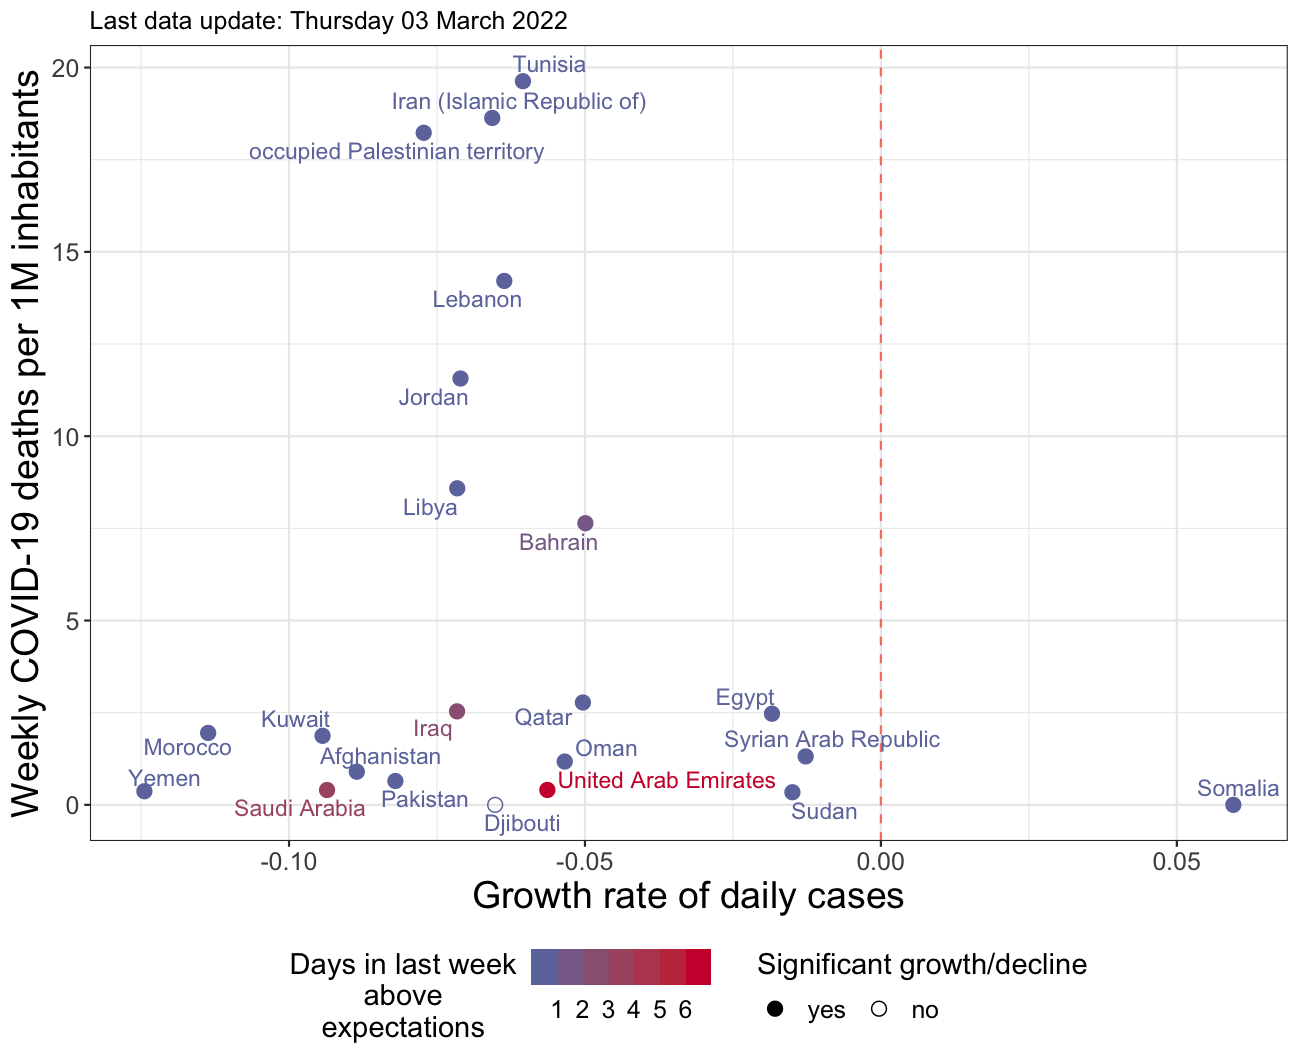 Last data update: Thursday 03 March 2022
Weekly COVID-19 deaths per 1M inhabitants
20
15
10
5
0
Tunisia
Iran (Islamic Republic of)
occupied Palestinian territory
Lebanon
Jordan
Libya
Bahrain
Egypt
Qatar
Kuwait
Iraq
Syrian Arab Republic
Morocco
Oman
Afghanistan
Yemen
United Arab Emirates
Somalia
Pakistan
Saudi Arabia
Sudan
Djibouti
-0.10 -0.05 0.00 0.05
Growth rate of daily cases
Days in last week
above
expectations
1 2 3 4 5 6
Significant growth/decline
yes no